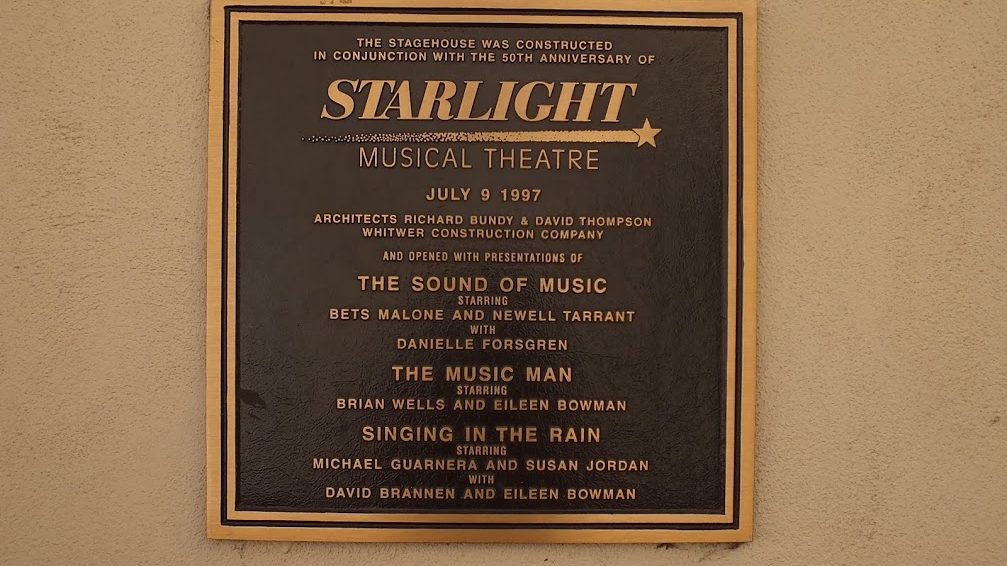 THE STAGEHOUSE WAS CONSTRUCTED
IN CONJUNCTION WITH THE 50TH ANNIVERSARY OF
STARLIGHT
MUSICAL THEATRE
JULY 9 1997
ARCHITECTS RICHARD BUNDY & DAVID THOMPSON
WHITWER CONSTRUCTION COMPANY
AND OPENED WITH PRESENTATIONS OF
THE SOUND OF MUSIC
STARRING
BETS MALONE AND NEWELL TARRANT
WITH
DANIELLE FORSGREN
THE MUSIC MAN
STARRING
BRIAN WELLS AND EILEEN BOWMAN
SINGING IN THE RAIN
STARRING
MICHAEL GUARNERA AND SUSAN JORDAN
WITH
DAVID BRANNEN AND EILEEN BOWMAN